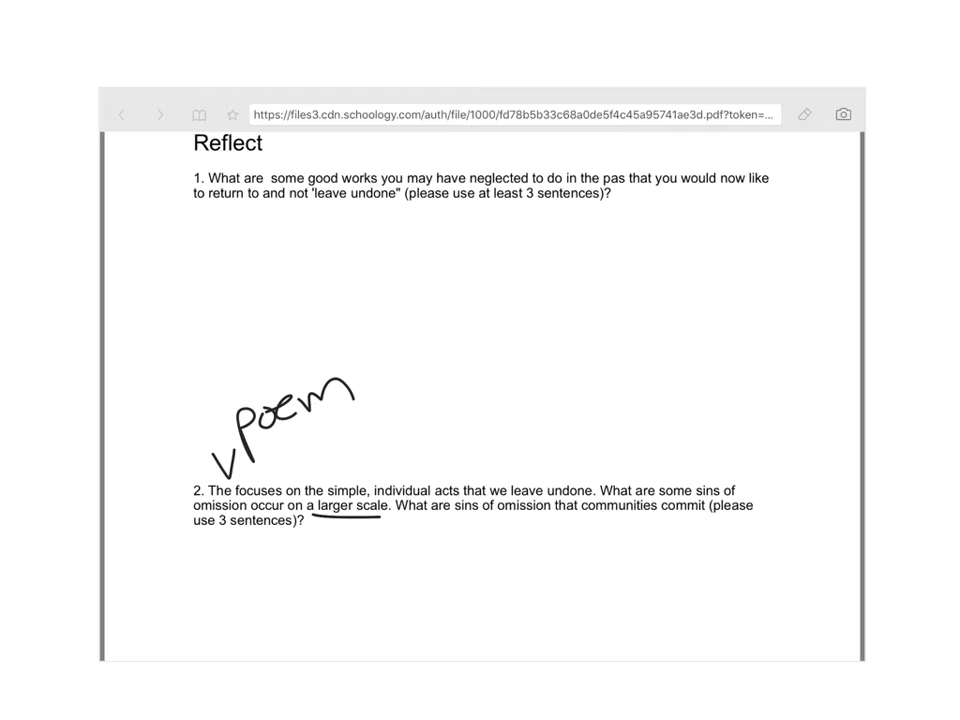 https://files3.cdn.schoology.com/auth/file/1000/fd78b5b33c68a0de5f4c45a95741ae3d.pdf?token=...
Reflect
1. What are some good works you may have neglected to do in the pas that you would now like
to return to and not 'leave undone" (please use at least 3 sentences)?
poem
2. The focuses on the simple, individual acts that we leave undone. What are some sins of
omission occur on a larger scale. What are sins of omission that communities commit (please
use 3 sentences)?